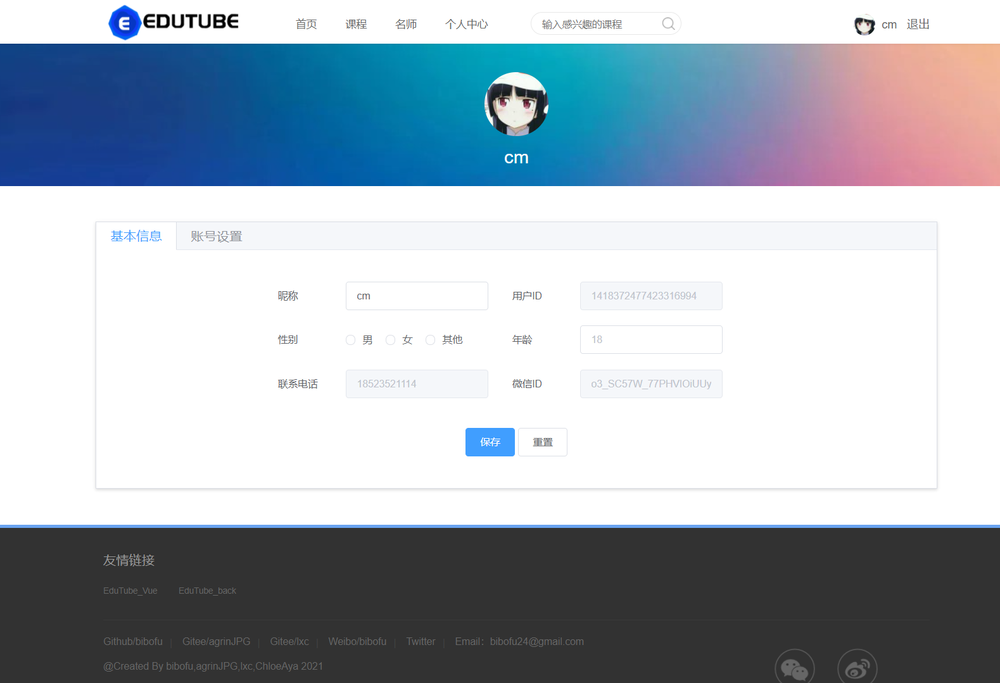 EDUTUBE 首页 课程 名师 个人中心 输入感兴趣的课程 cm 退出
cm
基本信息 账号设置
昵称 cm 用户ID 1418372477423316994
性别 男 女 其他 年龄 18
联系电话 18523521114 微信ID o3_SC57W_77PHVIOiUUy
保存 重置
友情链接
EduTube_Vue EduTube_back
Github/bibofu | Gitee/agrinJPG | Gitee/lxc | Weibo/bibofu | Twitter | Email：bibofu24@gmail.com
@Created By bibofu,agrinJPG,lxc,ChloeAya 2021